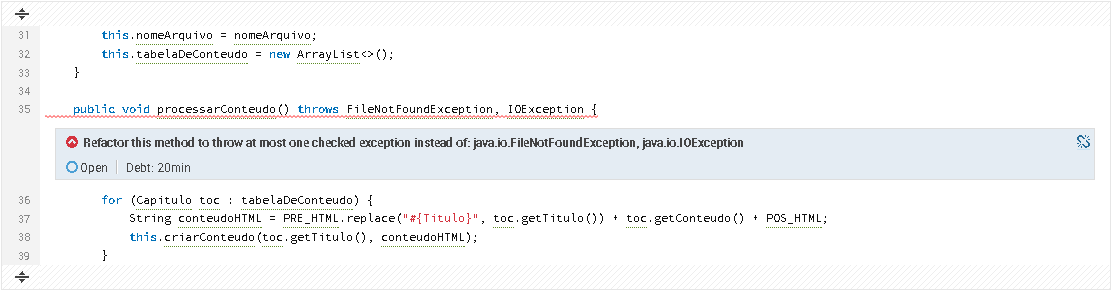 31 this.nomeArquivo = nomeArquivo;
32 this.tabelaDeConteudo = new ArrayList<>();
33 }
34
35 public void processarConteudo() throws FileNotFoundException, IOException {
Refactor this method to throw at most one checked exception instead of: java.io.FileNotFoundException, java.io.IOException
Open Debt: 20min
36 for (Capitulo toc : tabelaDeConteudo) {
37 String conteudoHTML = PRE_HTML.replace("#{Titulo}", toc.getTitulo()) + toc.getConteudo() + POS_HTML;
38 this.criarConteudo(toc.getTitulo(), conteudoHTML);
39 }